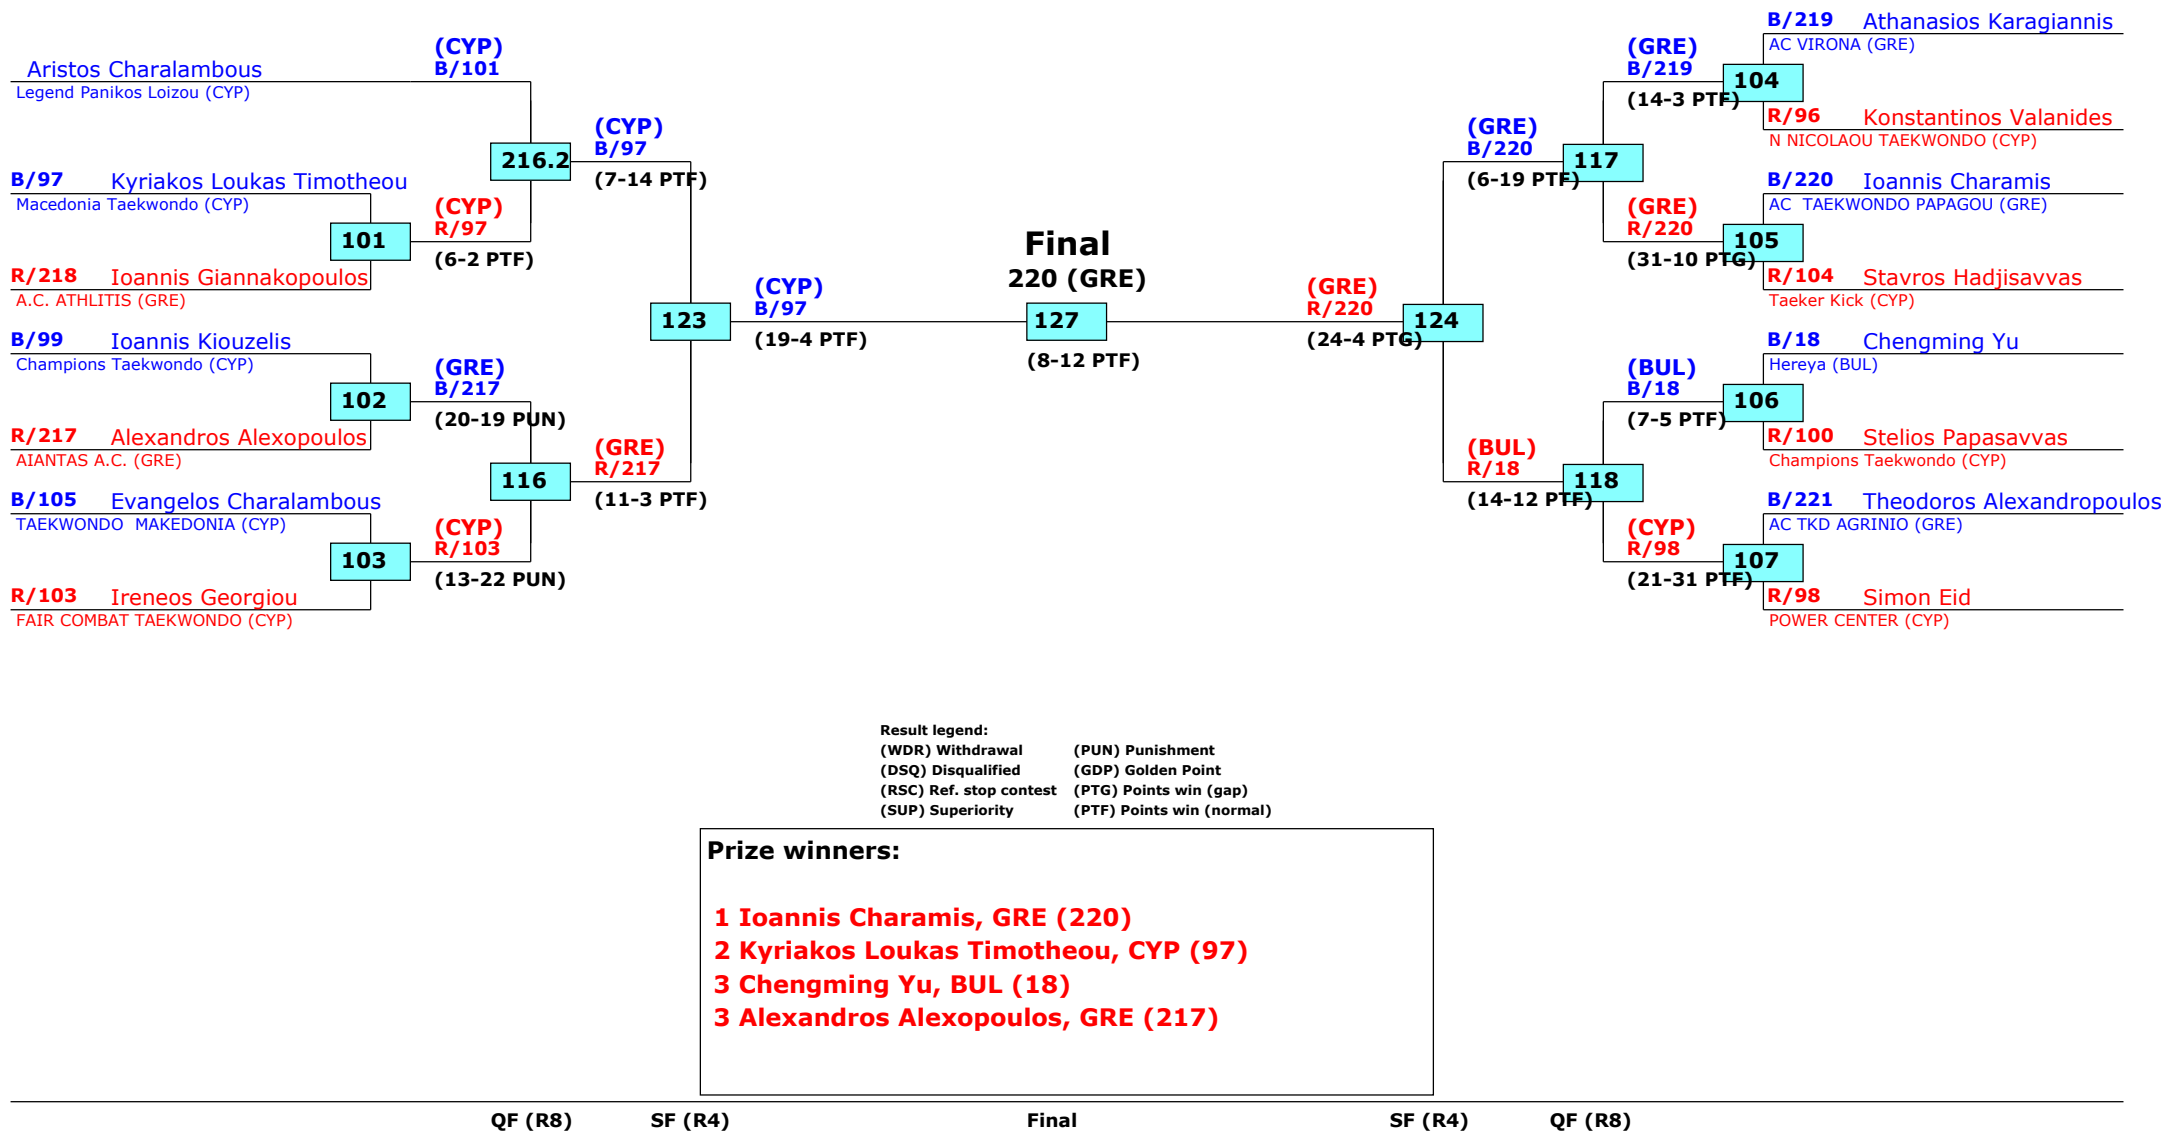 Aristos Charalambous
Legend Panikos Loizou (CYP)
B/97 Kyriakos Loukas Timotheou
Macedonia Taekwondo (CYP)
101
R/218 Ioannis Giannakopoulos
A.C. ATHLITIS (GRE)
B/99 Ioannis Kiouzelis
Champions Taekwondo (CYP)
102
R/217 Alexandros Alexopoulos
AIANTAS A.C. (GRE)
B/105 Evangelos Charalambous
TAEKWONDO  MAKEDONIA (CYP)
103
R/103 Ireneos Georgiou
FAIR COMBAT TAEKWONDO (CYP)
(CYP)
B/101
216.2
(CYP)
R/97
(6-2 PTF)
(GRE)
B/217
(20-19 PUN)
116
(CYP)
R/103
(13-22 PUN)
(CYP)
B/97
(7-14 PTF)
123
(GRE)
R/217
(11-3 PTF)
(CYP)
B/97
(19-4 PTF)
Final
220 (GRE)
127
(8-12 PTF)
(GRE)
R/220
(24-4 PTG)
124
(GRE)
B/220
(6-19 PTF)
117
(BUL)
R/18
(14-12 PTF)
118
(GRE)
B/219
(14-3 PTF)
104
(GRE)
R/220
(31-10 PTG)
105
(BUL)
B/18
(7-5 PTF)
106
(CYP)
R/98
(21-31 PTF)
107
B/219 Athanasios Karagiannis
AC VIRONA (GRE)
R/96 Konstantinos Valanides
N NICOLAOU TAEKWONDO (CYP)
B/220 Ioannis Charamis
AC  TAEKWONDO PAPAGOU (GRE)
R/104 Stavros Hadjisavvas
Taeker Kick (CYP)
B/18 Chengming Yu
Hereya (BUL)
R/100 Stelios Papasavvas
Champions Taekwondo (CYP)
B/221 Theodoros Alexandropoulos
AC TKD AGRINIO (GRE)
R/98 Simon Eid
POWER CENTER (CYP)
Result legend:
(WDR) Withdrawal (PUN) Punishment
(DSQ) Disqualified (GDP) Golden Point
(RSC) Ref. stop contest (PTG) Points win (gap)
(SUP) Superiority (PTF) Points win (normal)
Prize winners:
1 Ioannis Charamis, GRE (220)
2 Kyriakos Loukas Timotheou, CYP (97)
3 Chengming Yu, BUL (18)
3 Alexandros Alexopoulos, GRE (217)
QF (R8) SF (R4) Final SF (R4) QF (R8)